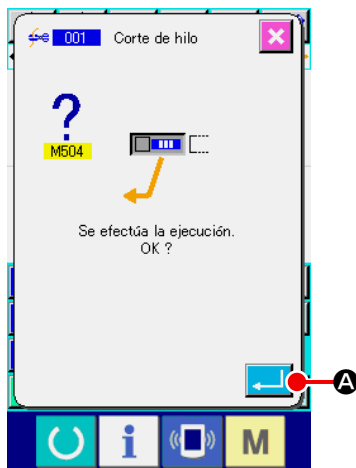 001 Corte de hilo
?
M504
Se efectúa la ejecución.
OK ?
A
i
M